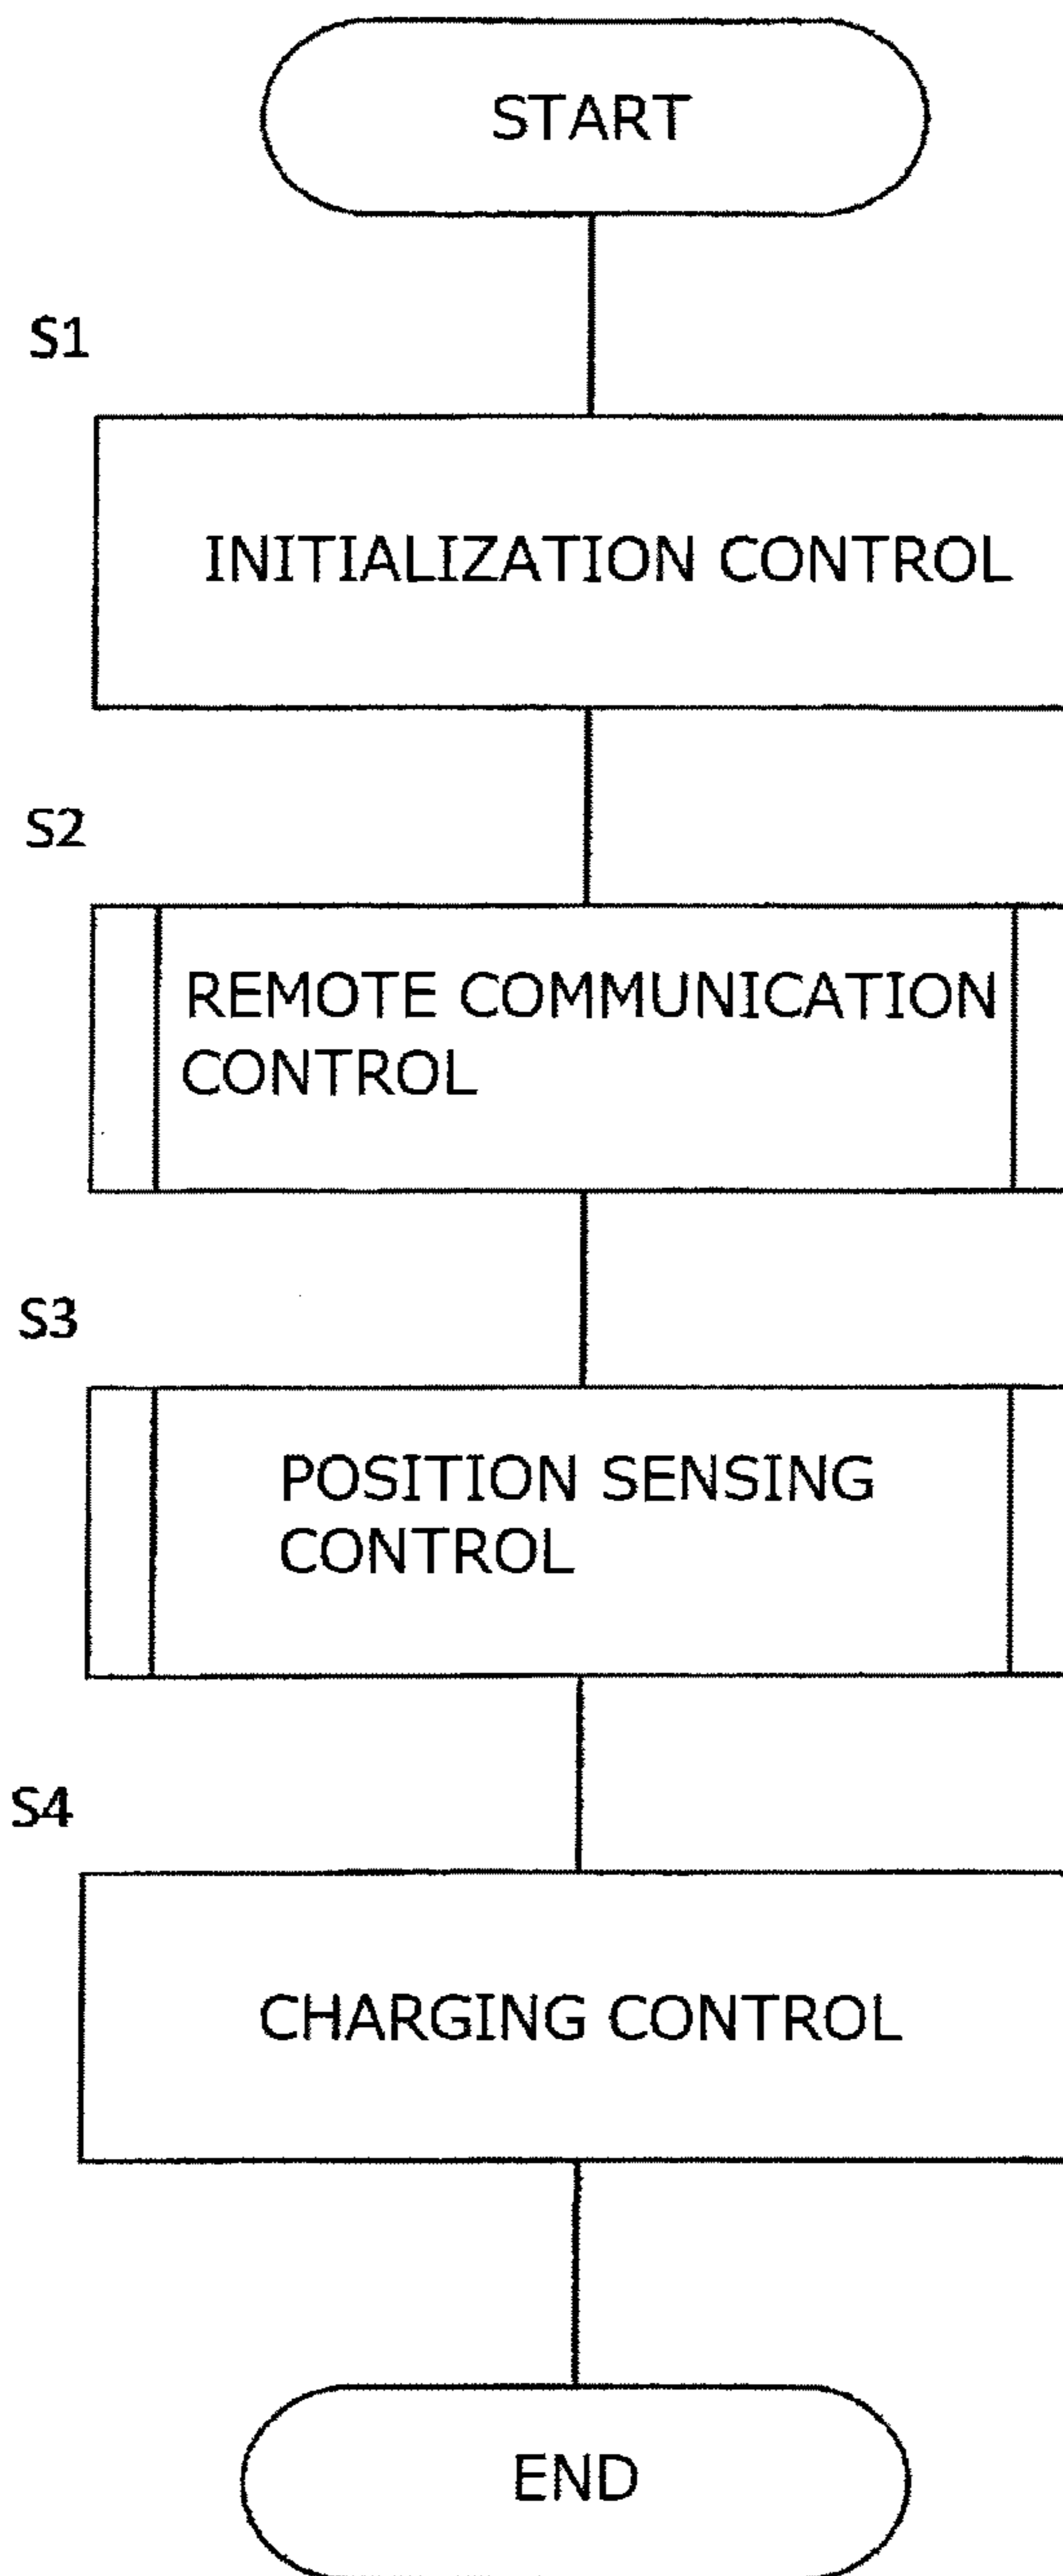 START
S1
INITIALIZATION CONTROL
S2
REMOTE COMMUNICATION
CONTROL
S3
POSITION SENSING
CONTROL
S4
CHARGING CONTROL
END